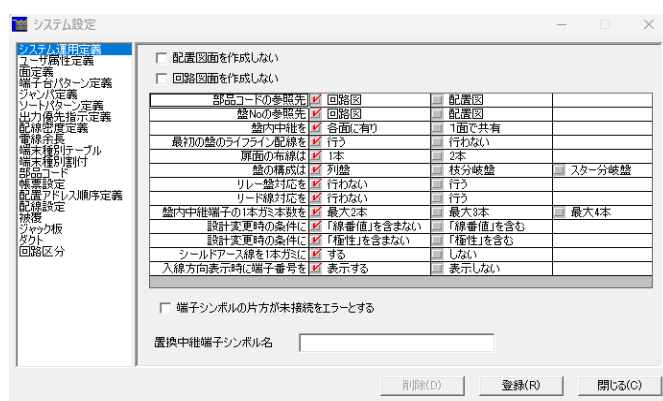 システム設定
システム運用定義
ユーザ属性定義
面定義
端子台パターン定義
ジャンパ定義
ソートパターン定義
出力優先指示定義
配線密度定義
電線余長
端末種別テーブル
端末種別割付
部品コード
帳票設定
配置アドレス順序定義
配線設定
被覆
ジャック板
ダクト
回路区分
配置図面を作成しない
回路図面を作成しない
部品コードの参照先 回路図 配置図
盤Noの参照先 回路図 配置図
盤内中継を 各面に有り 1面で共有
最初の盤のライフライン配線を 行う 行わない
扉面の布線は 1本 2本
盤の構成は 列盤 枝分岐盤 スター分岐盤
リレー盤対応を 行わない 行う
リード線対応を 行わない 行う
盤内中継端子の1本ガミ本数を 最大2本 最大3本 最大4本
設計変更時の条件に 「線番値」を含まない 「線番値」を含む
設計変更時の条件に 「極性」を含まない 「極性」を含む
シールドアース線を1本ガミに する しない
入線方向表示時に端子番号を 表示する 表示しない
端子シンボルの片方が未接続をエラーとする
置換中継端子シンボル名
削除(D) 登録(R) 閉じる(C)